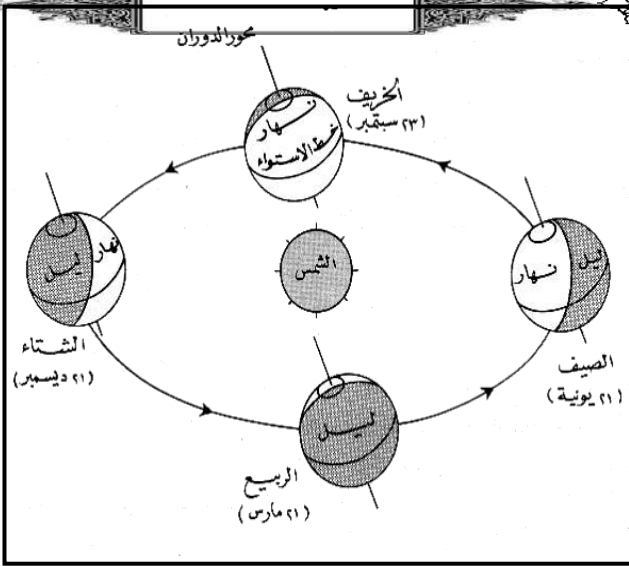 محور الدوران
الخريف
(٢٣ سبتمبر)
نهار
خط الاستواء
نهار
ليل
الشمس
ليل
نهار
الشتاء
(٢١ ديسمبر)
الصيف
(٢١ يونية)
ليل
الربيع
(٢١ مارس)